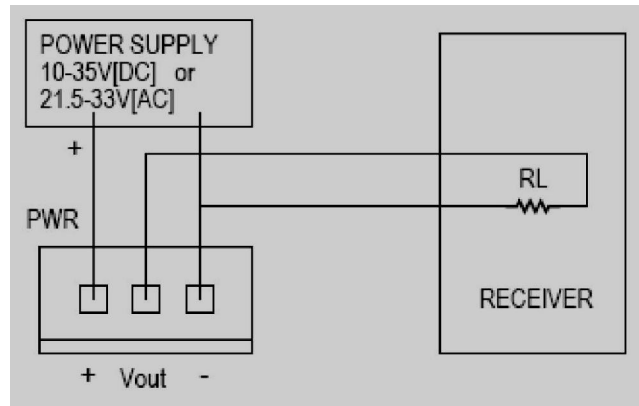 POWER SUPPLY
10-35V[DC] or
21.5-33V[AC]
+
PWR
RL
RECEIVER
+ Vout -